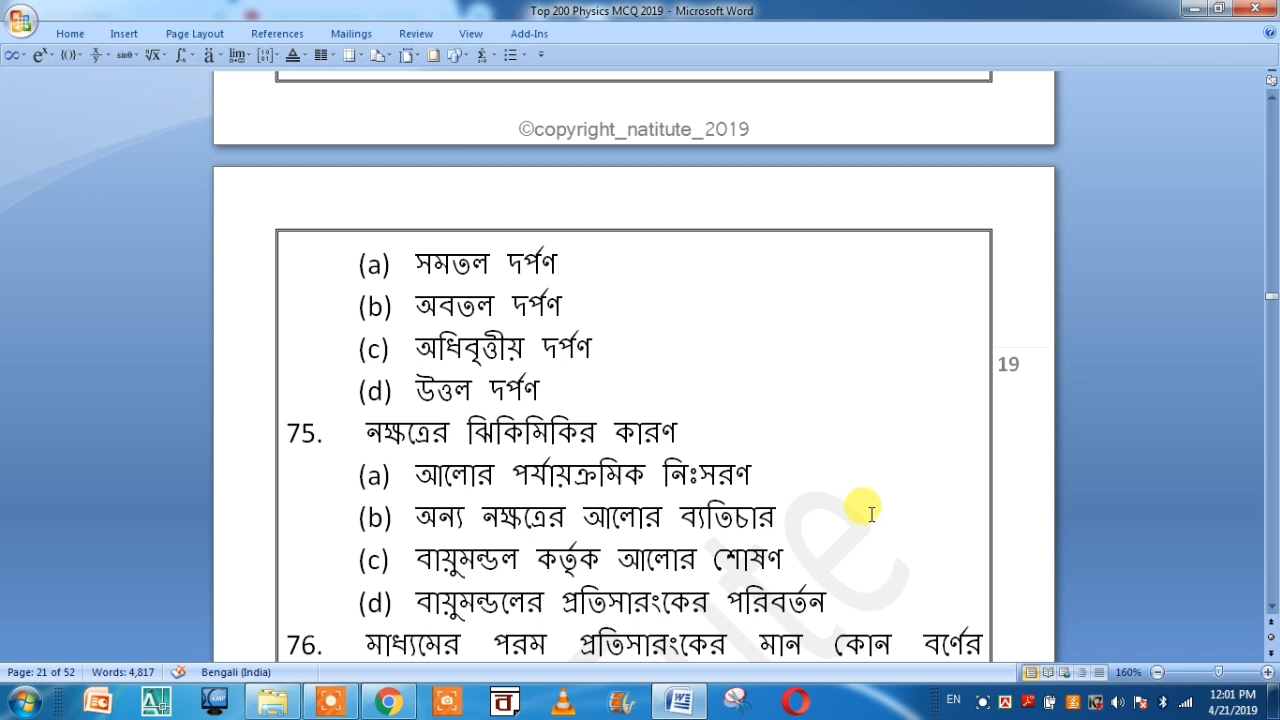 Top 200 Physics MCQ 2019 - Microsoft Word
Home Insert Page Layout References Mailings Review View Add-Ins
©copyright_natitute_2019
(a) সমতল দর্পণ
(b) অবতল দর্পণ
(c) অধিবৃত্তীয় দর্পণ
19
(d) উত্তল দর্পণ
75. নক্ষত্রের ঝিকিমিকির কারণ
(a) আলোর পর্যায়ক্রমিক নিঃসরণ
(b) অন্য নক্ষত্রের আলোর ব্যতিচার
(c) বায়ুমন্ডল কর্তৃক আলোর শোষণ
(d) বায়ুমন্ডলের প্রতিসারংকের পরিবর্তন
76. মাধ্যমের পরম প্রতিসারংকের মান কোন বর্ণের
Page: 21 of 52 Words: 4,817 Bengali (India) 160%
EN 12:01 PM
4/21/2019